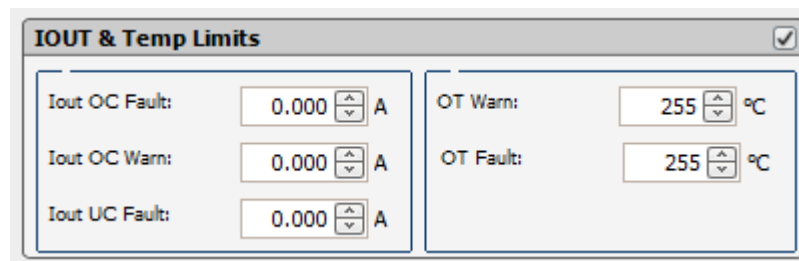 IOUT & Temp Limits
Iout OC Fault: 0.000 A
Iout OC Warn: 0.000 A
Iout UC Fault: 0.000 A
OT Warn: 255 ºC
OT Fault: 255 ºC